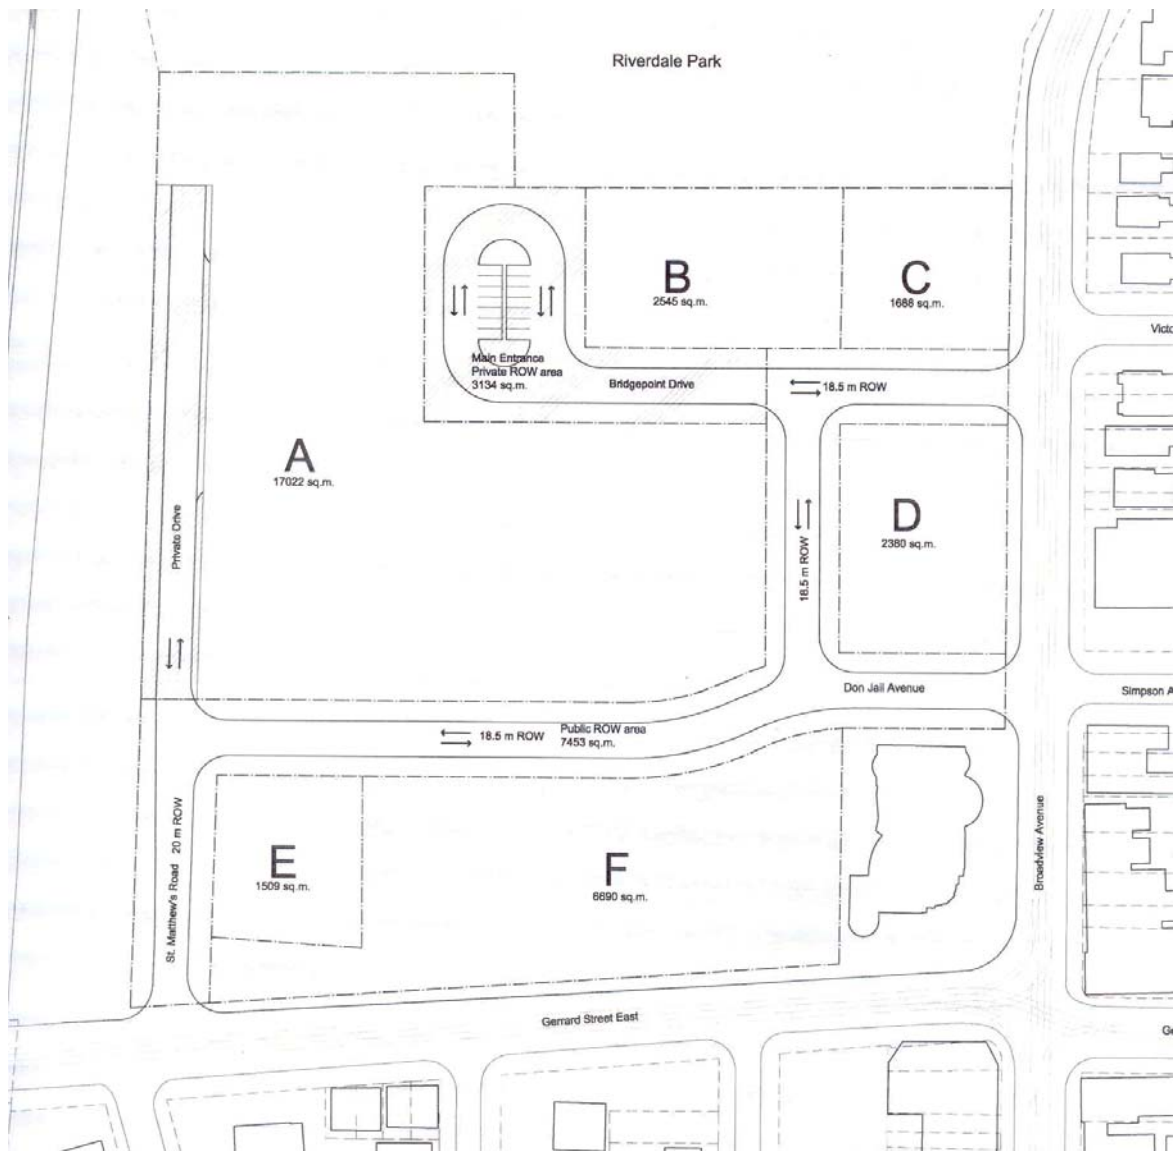 Riverdale Park
B
2545 sq.m.
C
1688 sq.m.
Main Entrance
Private ROW area
3134 sq.m.
Bridgepoint Drive
18.5 m ROW
A
17022 sq.m.
Private Drive
18.5 m ROW
D
2380 sq.m.
Don Jail Avenue
Simpson A
18.5 m ROW
Public ROW area
7453 sq.m.
St. Matthew's Road 20 m ROW
E
1509 sq.m.
F
6690 sq.m.
Broadview Avenue
Gerrard Street East
Victo